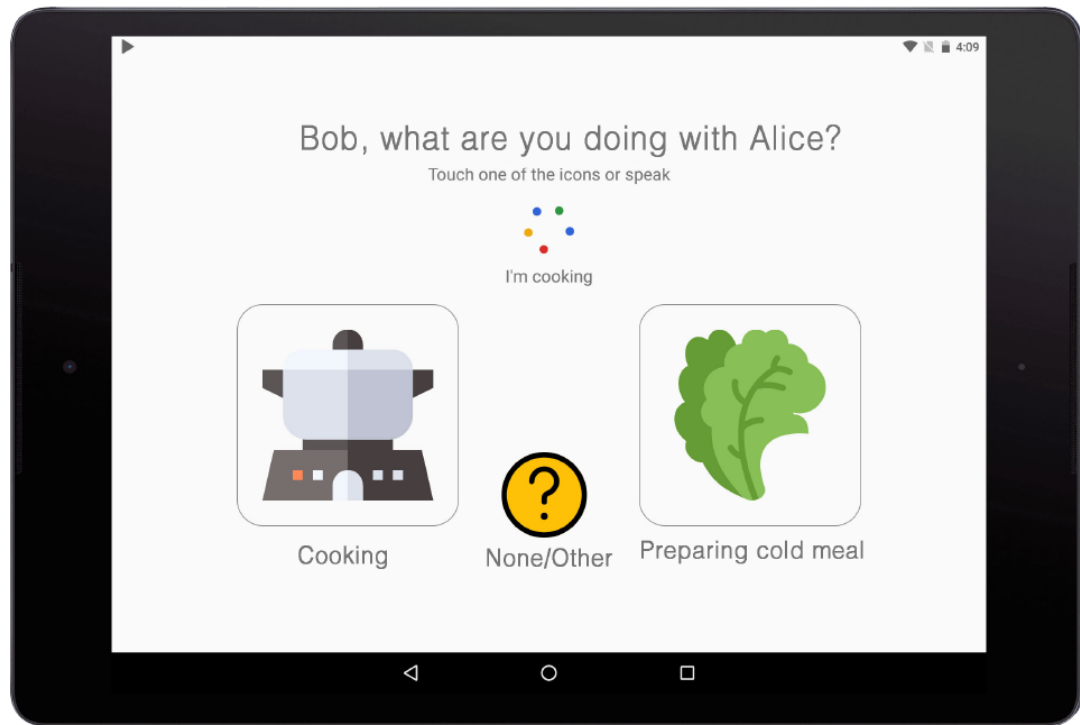 4:09
Bob, what are you doing with Alice?
Touch one of the icons or speak
I'm cooking
?
Cooking
None/Other
Preparing cold meal